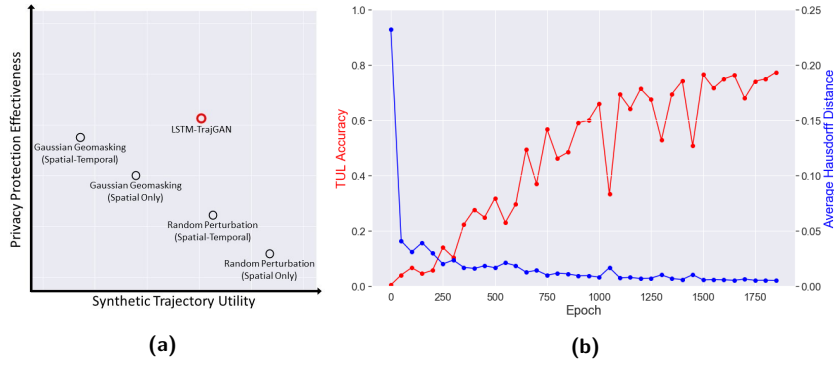 Privacy Protection Effectiveness
LSTM-TrajGAN
Gaussian Geomasking
(Spatial-Temporal)
Gaussian Geomasking
(Spatial Only)
Random Perturbation
(Spatial-Temporal)
Random Perturbation
(Spatial Only)
Synthetic Trajectory Utility
(a)
TUL Accuracy
1.0
0.8
0.6
0.4
0.2
0.0
0.25
0.20
0.15
0.10
0.05
0.00
Average Hausdorff Distance
0 250 500 750 1000 1250 1500 1750
Epoch
(b)